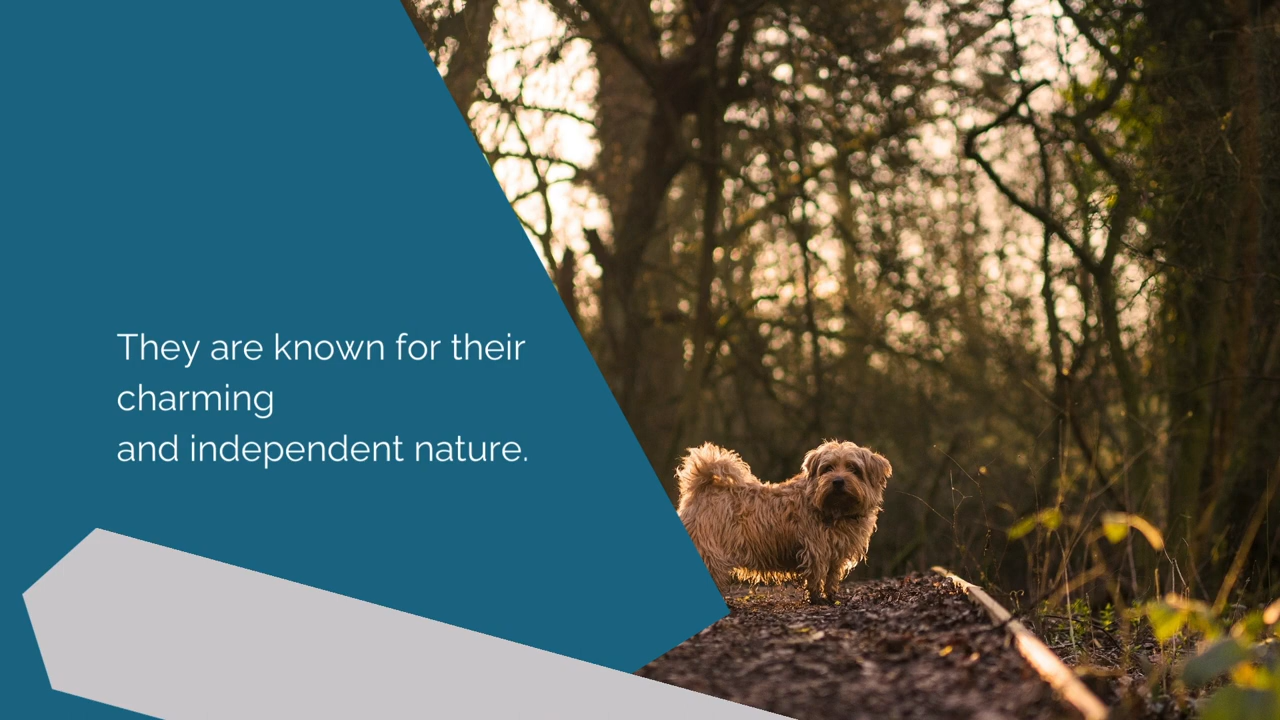 They are known for their
charming
and independent nature.